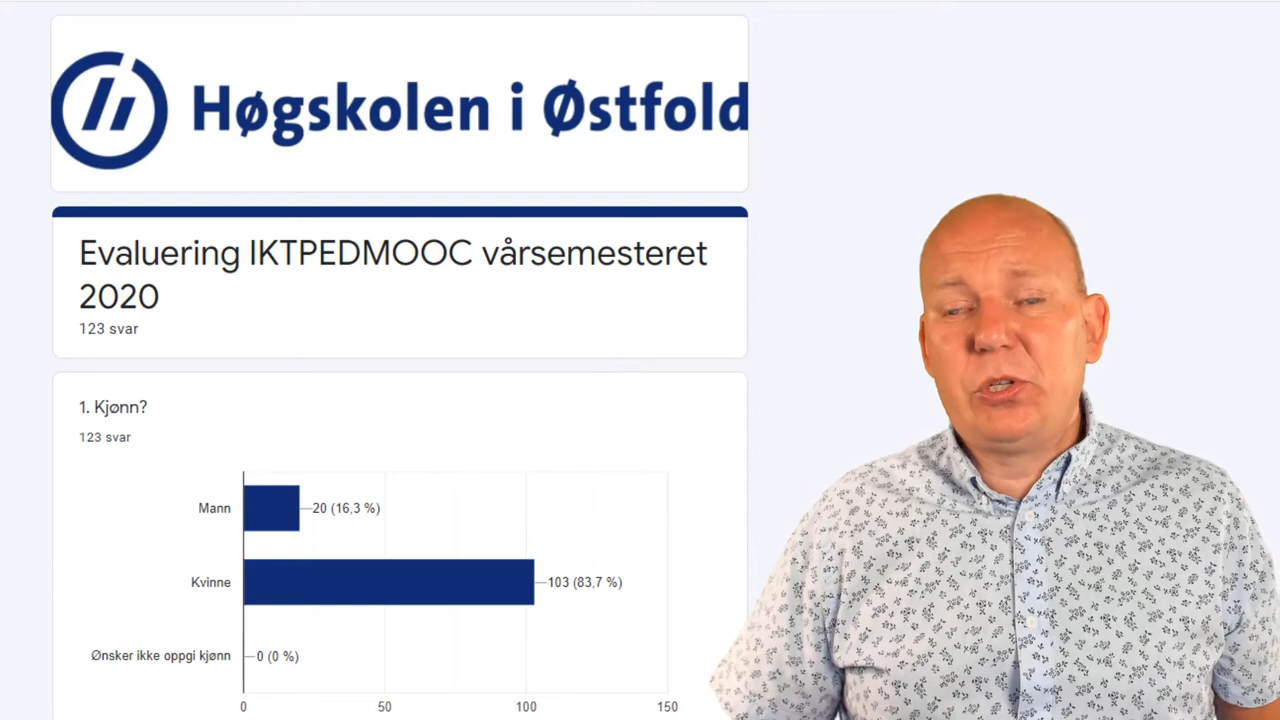 Høgskolen i Østfold
Evaluering IKTPEDMOOC vårsemesteret
2020
123 svar
1. Kjønn?
123 svar
Mann
20 (16,3 %)
Kvinne
103 (83,7 %)
Ønsker ikke oppgi kjønn
0 (0 %)
0 50 100 150